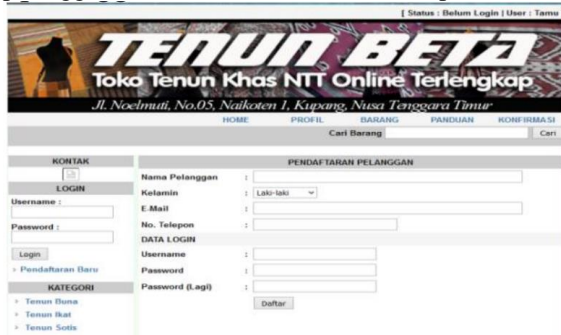 [ Status : Belum Login | User : Tamu
TENUN BETA
Toko Tenun Khas NTT Online Terlengkap
Jl. Noelmuti, No.05, Naikoten 1, Kupang, Nusa Tenggara Timur
HOME PROFIL BARANG PANDUAN KONFIRMASI
Cari Barang Cari
KONTAK
LOGIN
Username :
Password :
Login
Pendaftaran Baru
KATEGORI
Tenun Buna
Tenun Ikat
Tenun Sotis
PENDAFTARAN PELANGGAN
Nama Pelanggan :
Kelamin : Laki-laki
E-Mail :
No. Telepon :
DATA LOGIN
Username :
Password :
Password (Lagi) :
Daftar